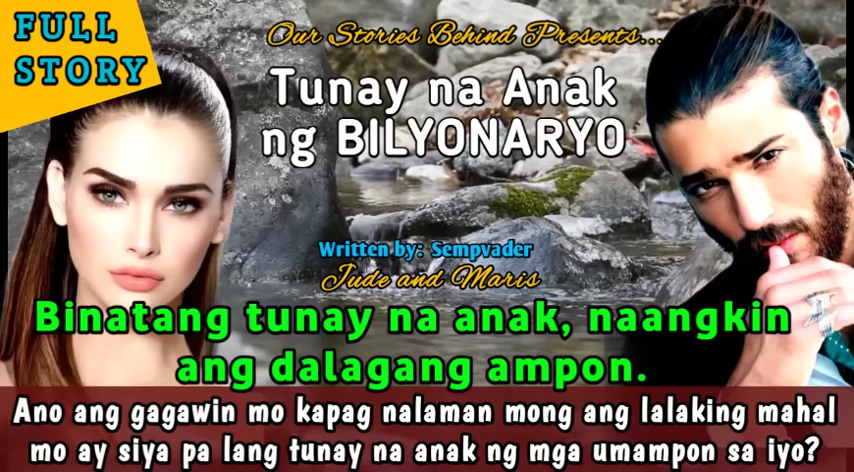 FULL
STORY
Our Stories Behind Presents...
Tunay na Anak
ng BILYONARYO
Written by: Sempvader
Jude and Maris
Binatang tunay na anak, naangkin
ang dalagang ampon.
Ano ang gagawin mo kapag nalaman mong ang lalaking mahal
mo ay siya pa lang tunay na anak ng mga umampon sa iyo?